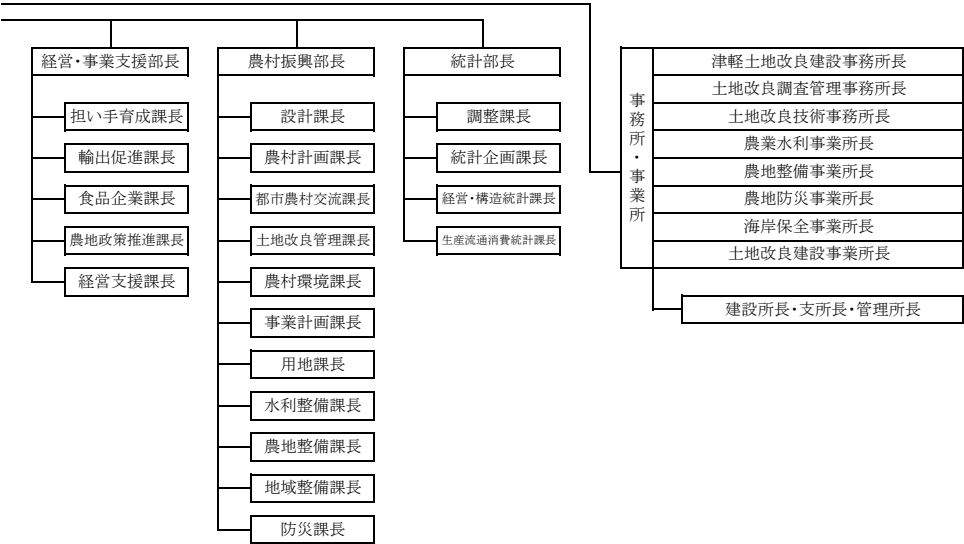 経営・事業支援部長
担い手育成課長
輸出促進課長
食品企業課長
農地政策推進課長
経営支援課長
農村振興部長
設計課長
農村計画課長
都市農村交流課長
土地改良管理課長
農村環境課長
事業計画課長
用地課長
水利整備課長
農地整備課長
地域整備課長
防災課長
統計部長
調整課長
統計企画課長
経営・構造統計課長
生産流通消費統計課長
事務所・事業所
津軽土地改良建設事務所長
土地改良調査管理事務所長
土地改良技術事務所長
農業水利事業所長
農地整備事業所長
農地防災事業所長
海岸保全事業所長
土地改良建設事業所長
建設所長・支所長・管理所長